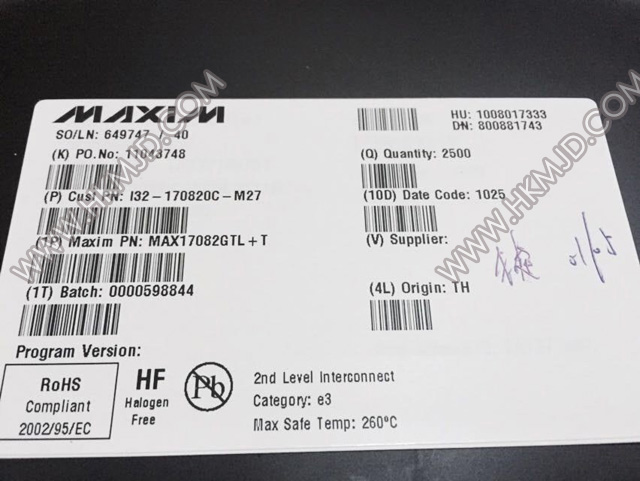 MAXIM
SO/LN: 649747 / 40
HU: 1008017333
DN: 800881743
(K) PO.No: 11043748
(Q) Quantity: 2500
(P) Cust PN: I32-170820C-M27
(10D) Date Code: 1025
(1P) Maxim PN: MAX17082GTL+T
(V) Supplier:
(1T) Batch: 0000598844
(4L) Origin: TH
Program Version:
RoHS
Compliant
2002/95/EC
HF
Halogen
Free
Pb
2nd Level Interconnect
Category: e3
Max Safe Temp: 260°C
WWW.HKMJD.COM
WWW.HKMJD.COM